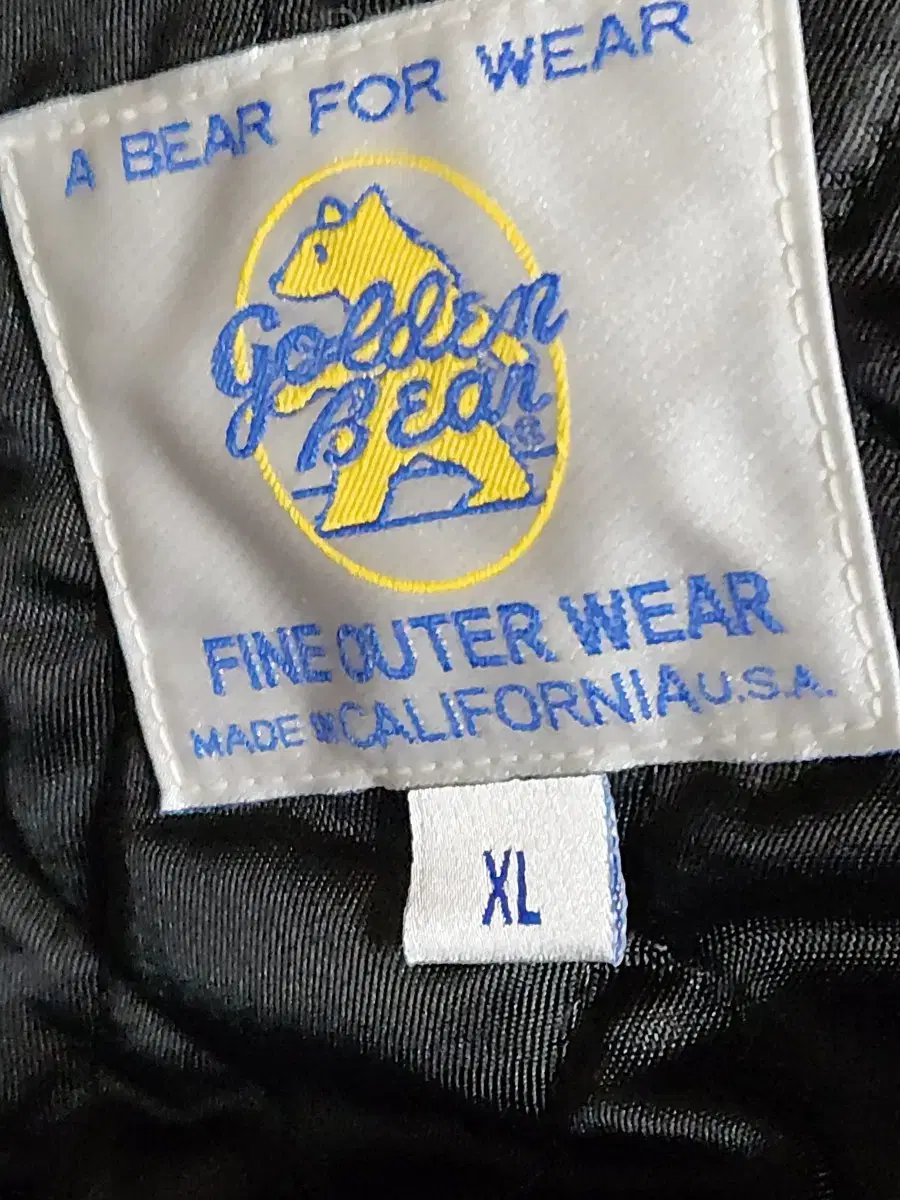 A BEAR FOR WEAR
Golden
Bear
®
FINE OUTER WEAR
MADE IN CALIFORNIA U.S.A.
XL